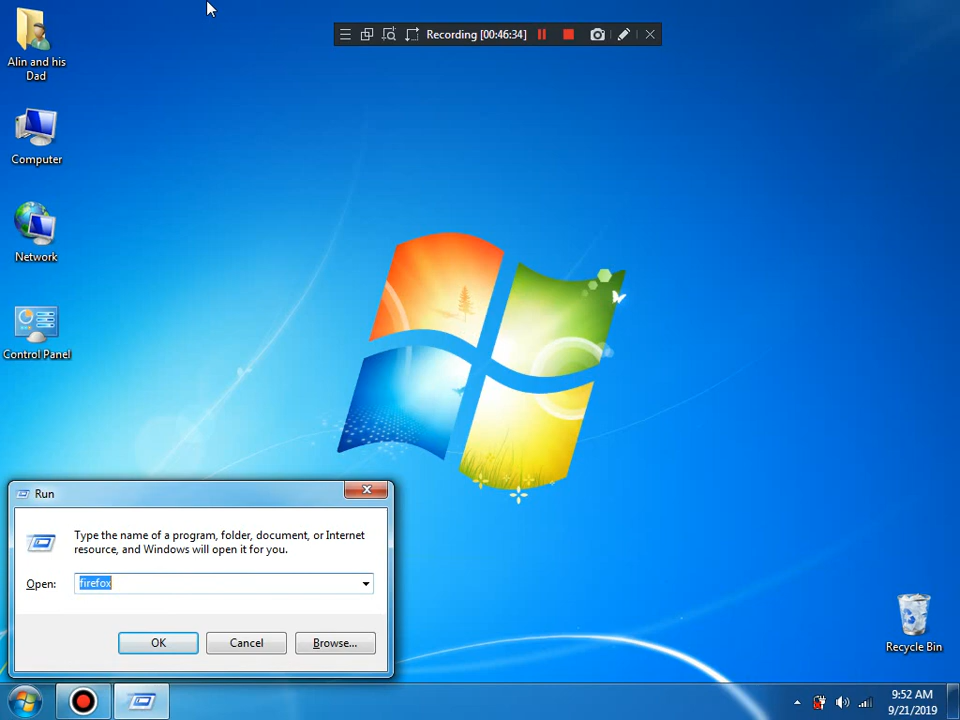 Recording [00:46:34]
Alin and his
Dad
Computer
Network
Control Panel
Run
Type the name of a program, folder, document, or Internet
resource, and Windows will open it for you.
Open: firefox
OK Cancel Browse...
Recycle Bin
9:52 AM
9/21/2019